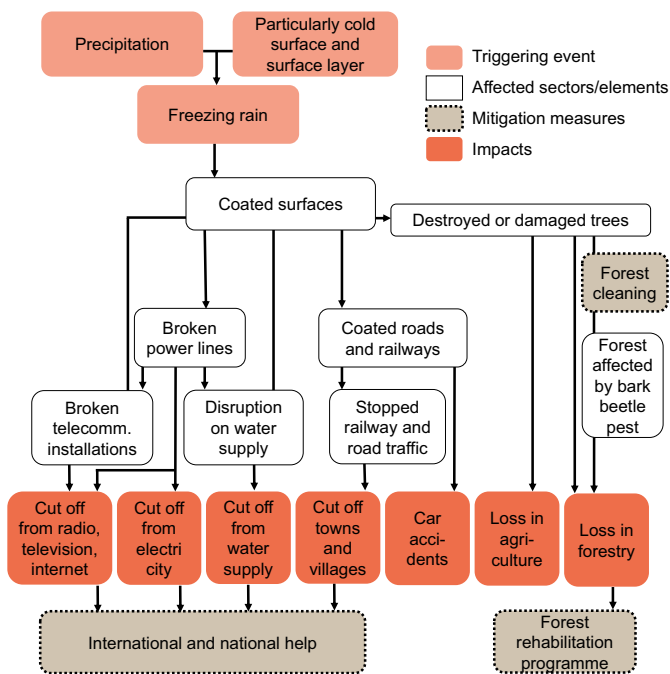 Precipitation
Particularly cold
surface and
surface layer
Triggering event
Affected sectors/elements
Mitigation measures
Impacts
Freezing rain
Coated surfaces
Destroyed or damaged trees
Forest
cleaning
Broken
power lines
Coated roads
and railways
Forest
affected
by bark
beetle
pest
Broken
telecomm.
installations
Disruption
on water
supply
Stopped
railway and
road traffic
Cut off
from radio,
television,
internet
Cut off
from
electri
city
Cut off
from
water
supply
Cut off
towns
and
villages
Car
acci-
dents
Loss in
agri-
culture
Loss in
forestry
International and national help
Forest
rehabilitation
programme